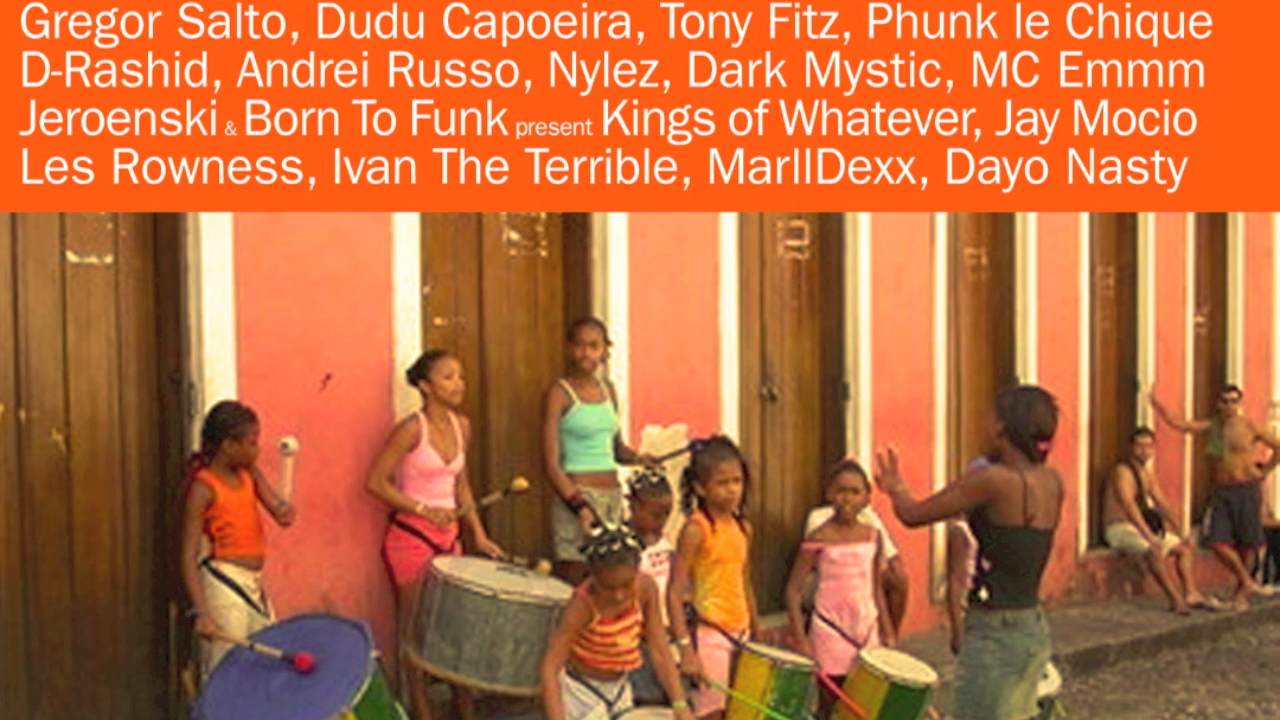 Gregor Salto, Dudu Capoeira, Tony Fitz, Phunk le Chique
D-Rashid, Andrei Russo, Nylez, Dark Mystic, MC Emmm
Jeroenski & Born To Funk present Kings of Whatever, Jay Mocio
Les Rowness, Ivan The Terrible, MarllDexx, Dayo Nasty